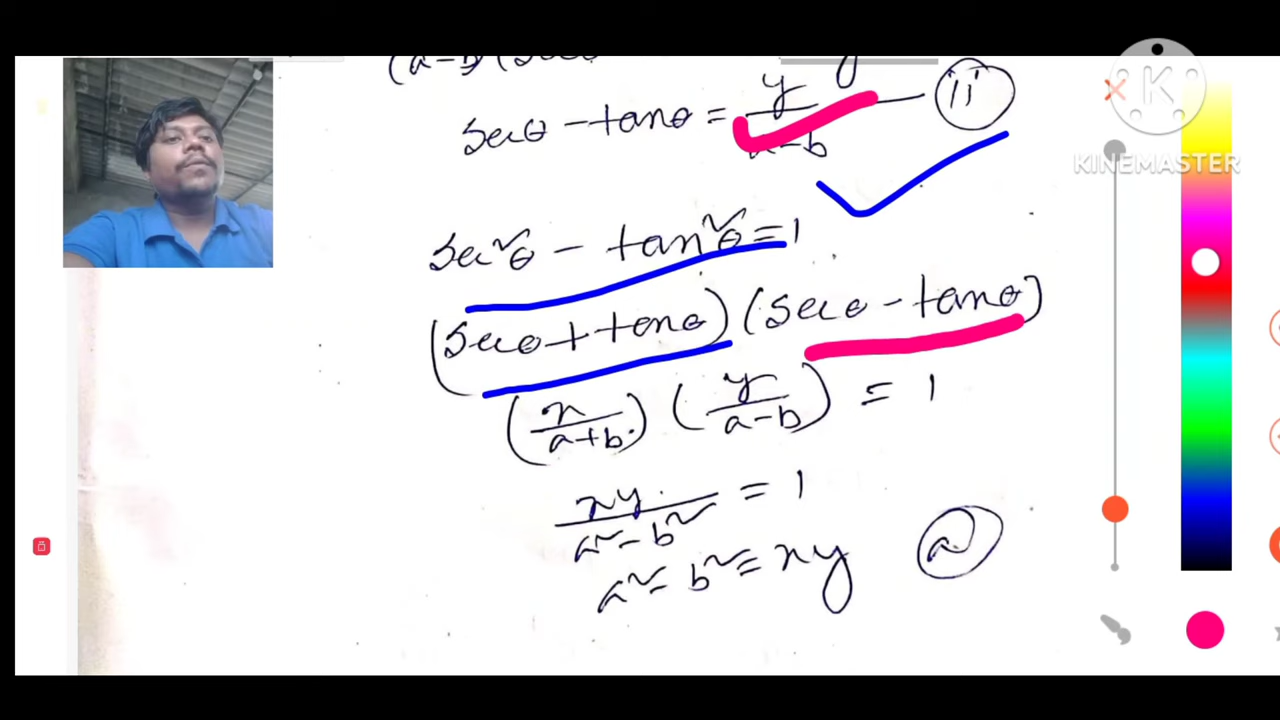 secθ - tanθ = y/a-b — ii
sec²θ - tan²θ = 1
(secθ + tanθ) (secθ - tanθ)
(x/a+b) (y/a-b) = 1
xy/a²-b² = 1
a² = b² = xy a
K
KINEMASTER